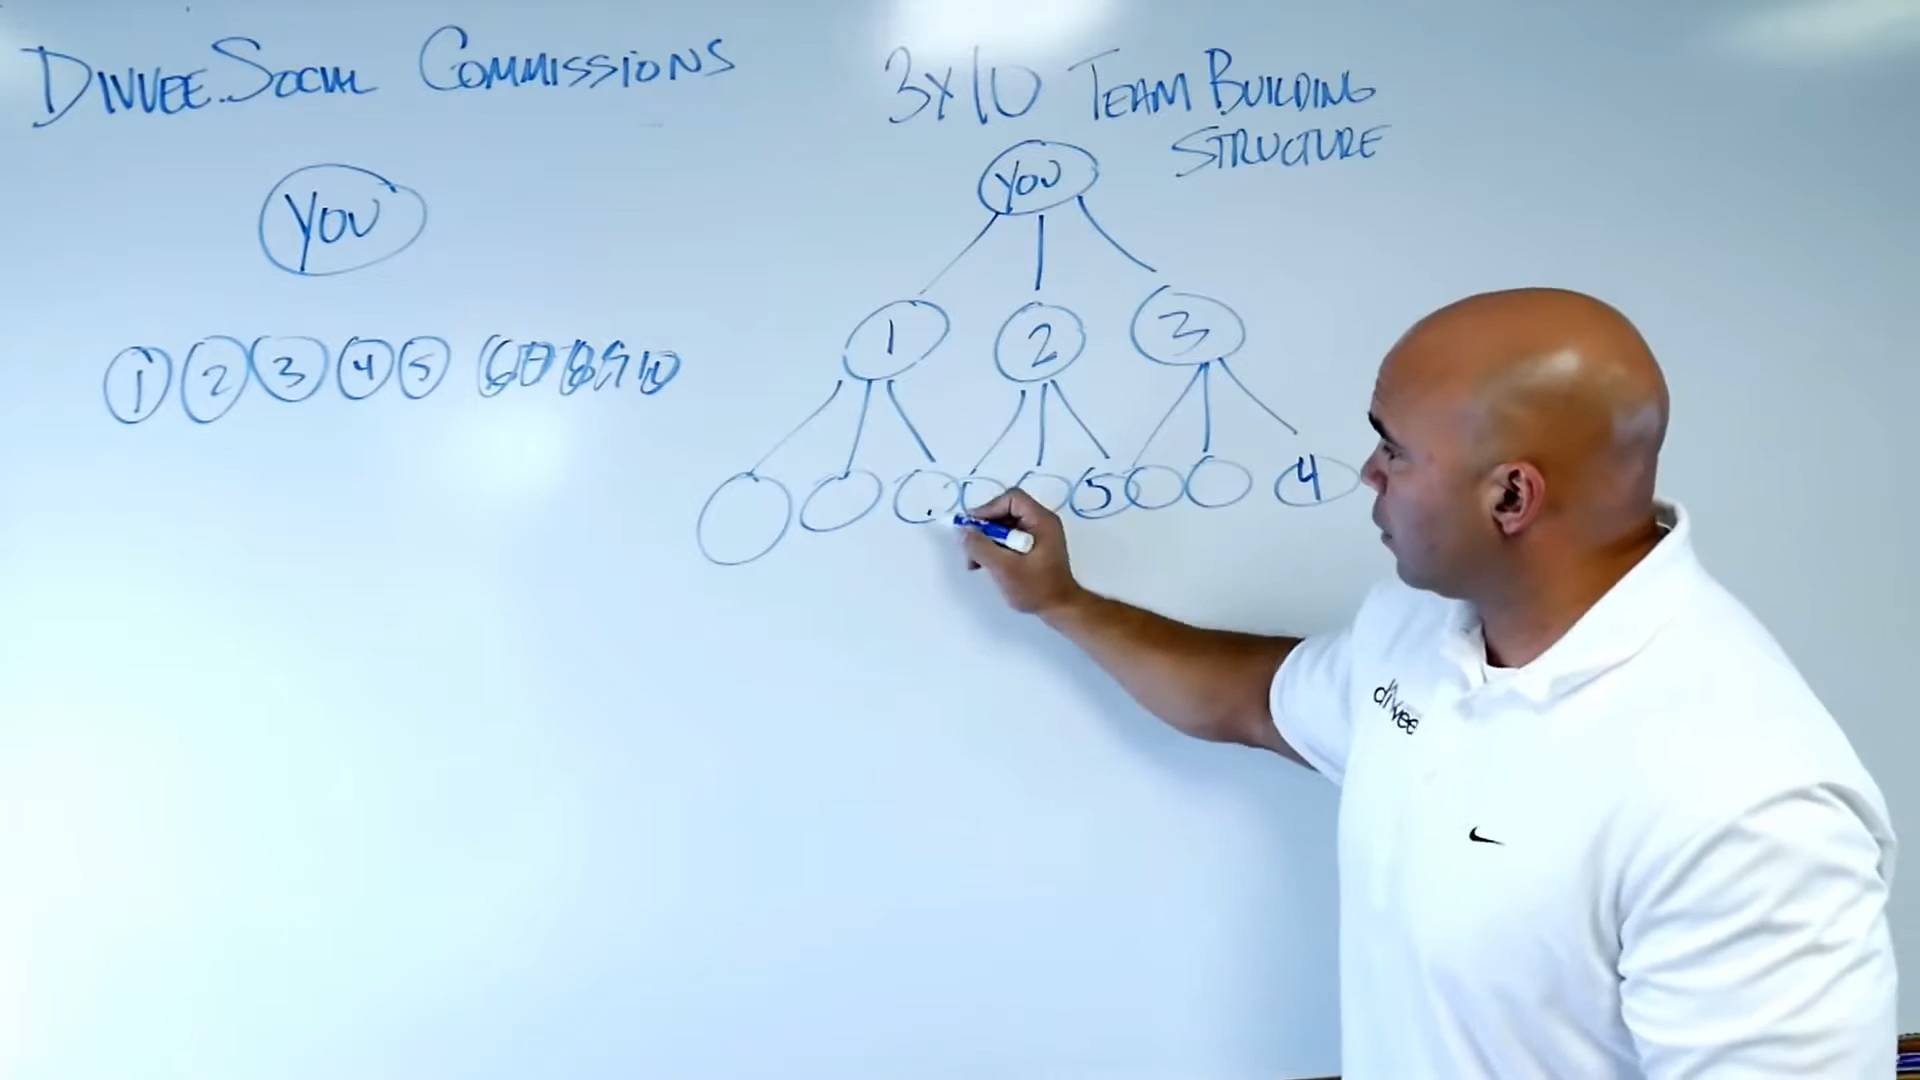 DIVVEE.SOCIAL COMMISSIONS
YOU
1 2 3 4 5 6 7 8 9 10
3x10 TEAM BUILDING
STRUCTURE
YOU
1 2 3
5 4
divvee